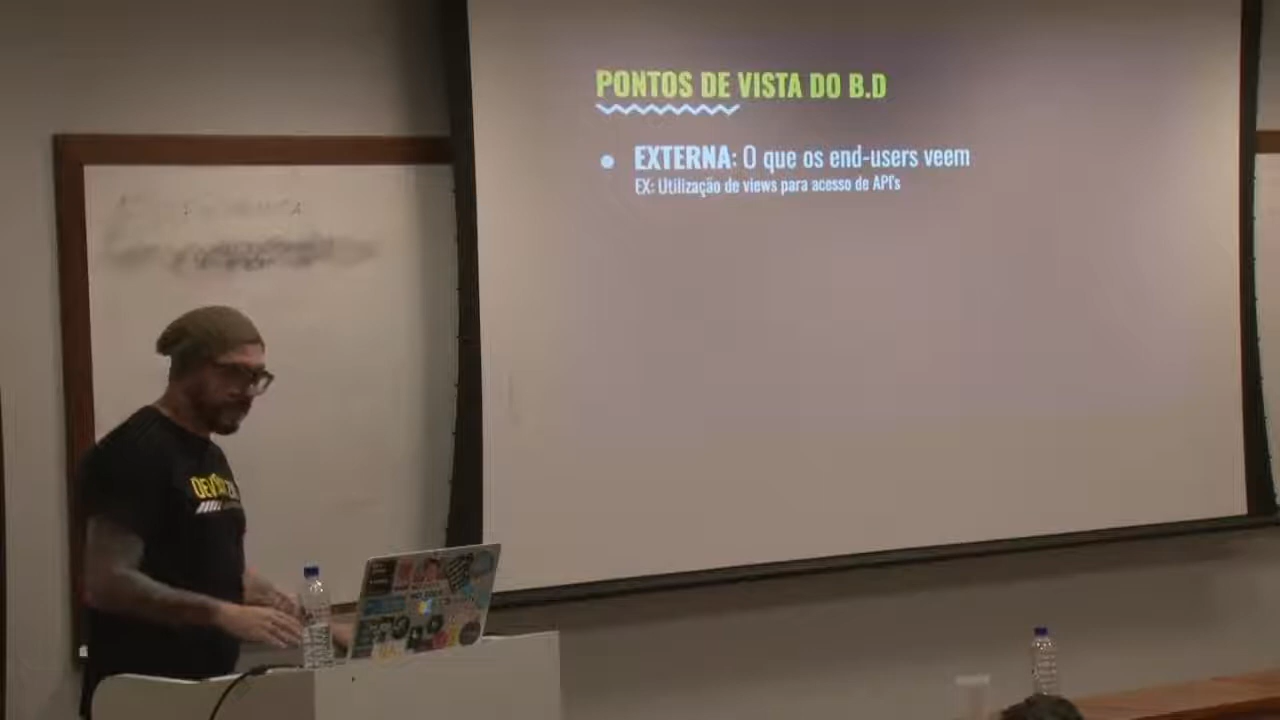 PONTOS DE VISTA DO B.D
EXTERNA: O que os end-users veem
EX: Utilização de views para acesso de API's